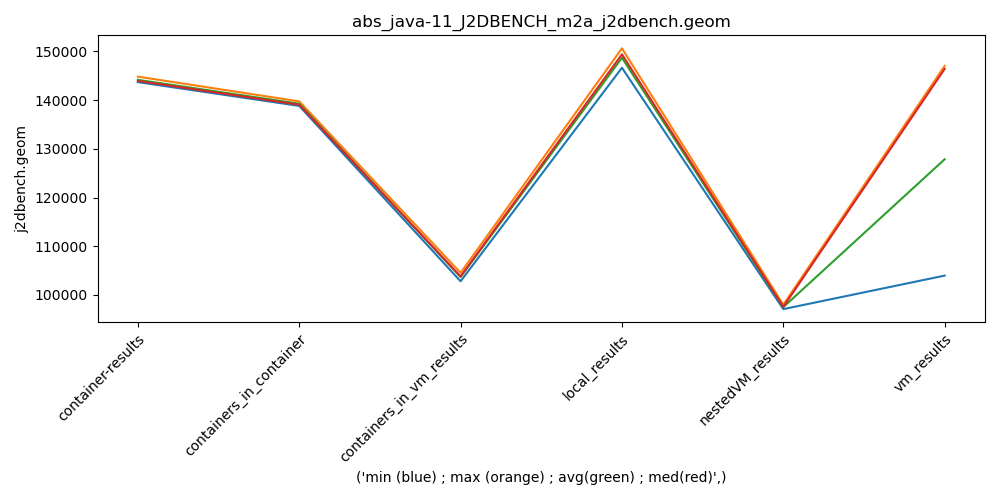 abs_java-11_J2DBENCH_m2a_j2dbench.geom
150000
140000
130000
120000
110000
100000
j2dbench.geom
container-results
containers_in_container
containers_in_vm_results
local_results
nestedVM_results
vm_results
('min (blue) ; max (orange) ; avg(green) ; med(red)',)